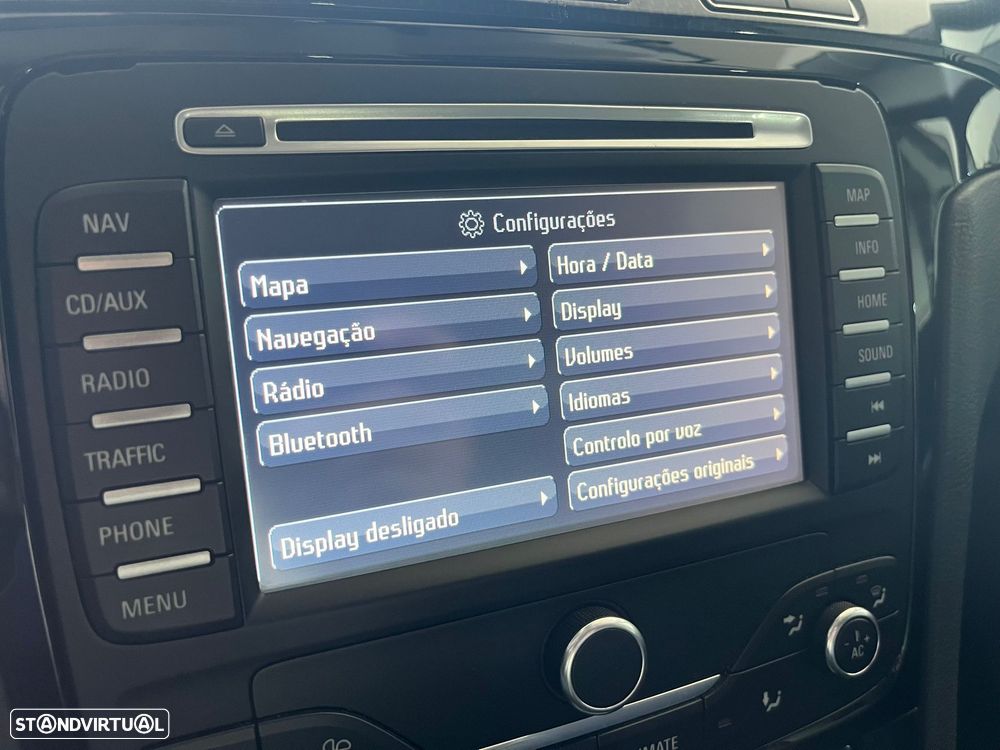 NAV
CD/AUX
RADIO
TRAFFIC
PHONE
MENU
Configurações
Mapa
Navegação
Rádio
Bluetooth
Display desligado
Hora / Data
Display
Volumes
Idiomas
Controlo por voz
Configurações originais
MAP
INFO
HOME
SOUND
- +
AC
STANDVIRTUAL